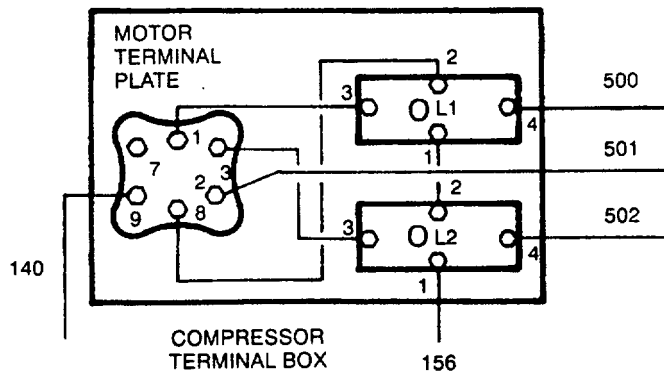 MOTOR
TERMINAL
PLATE
2
500
3
L1
4
1
1
501
7
3
2
2
502
9
8
3
L2
4
140
1
COMPRESSOR
TERMINAL BOX
156